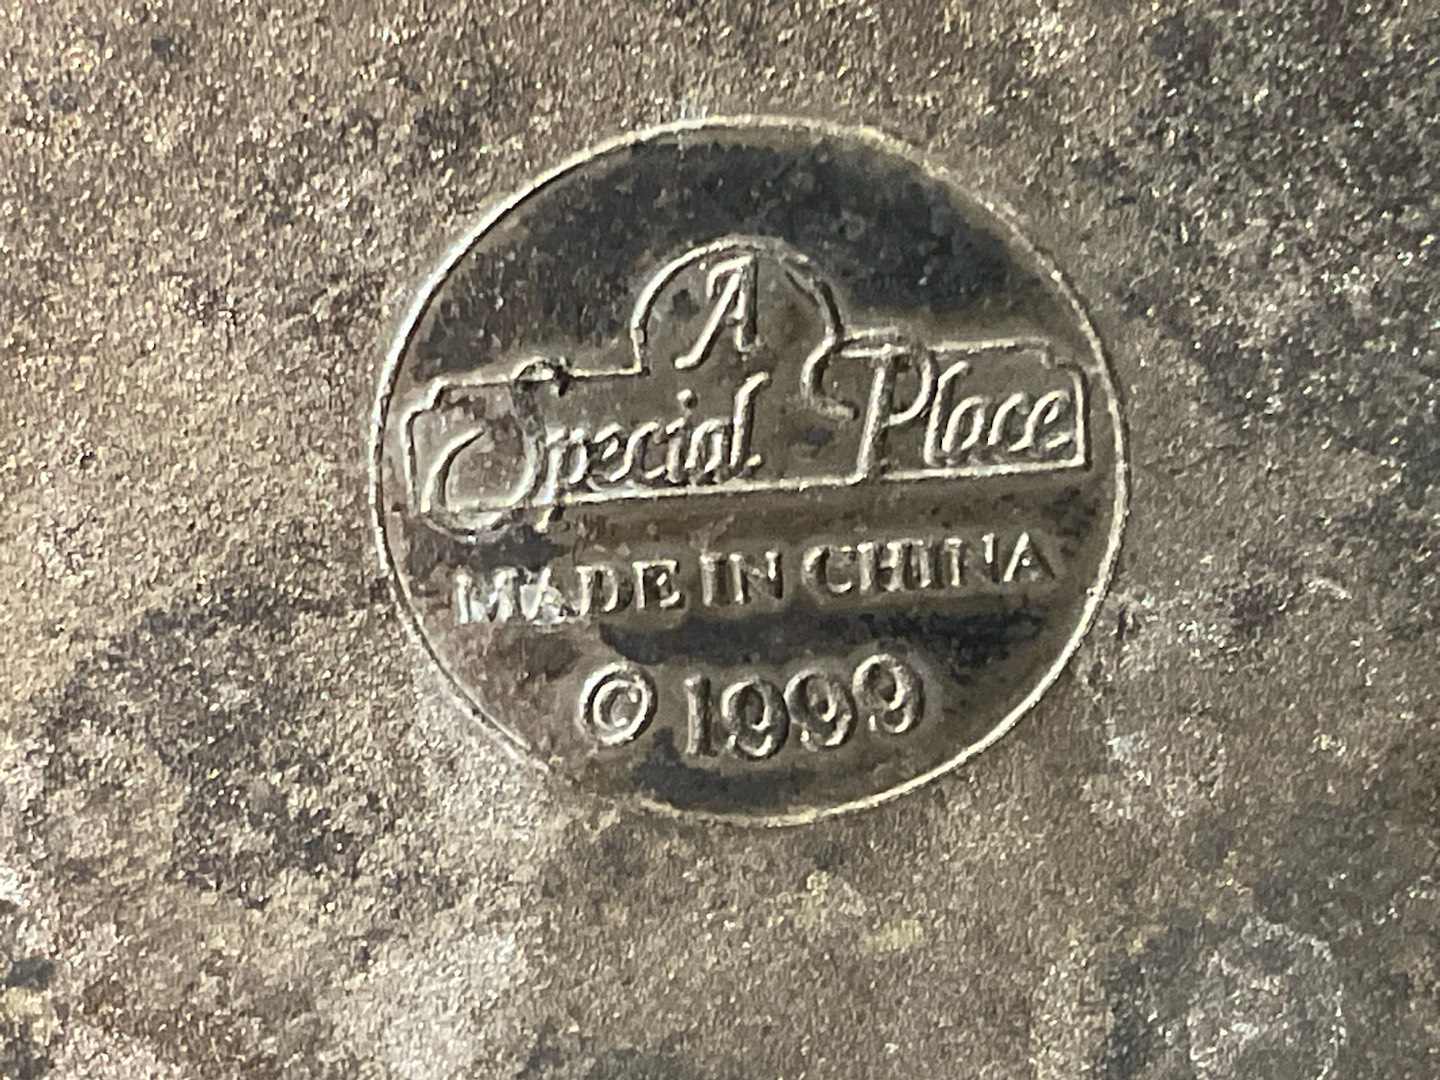 A
Special Place
MADE IN CHINA
© 1999